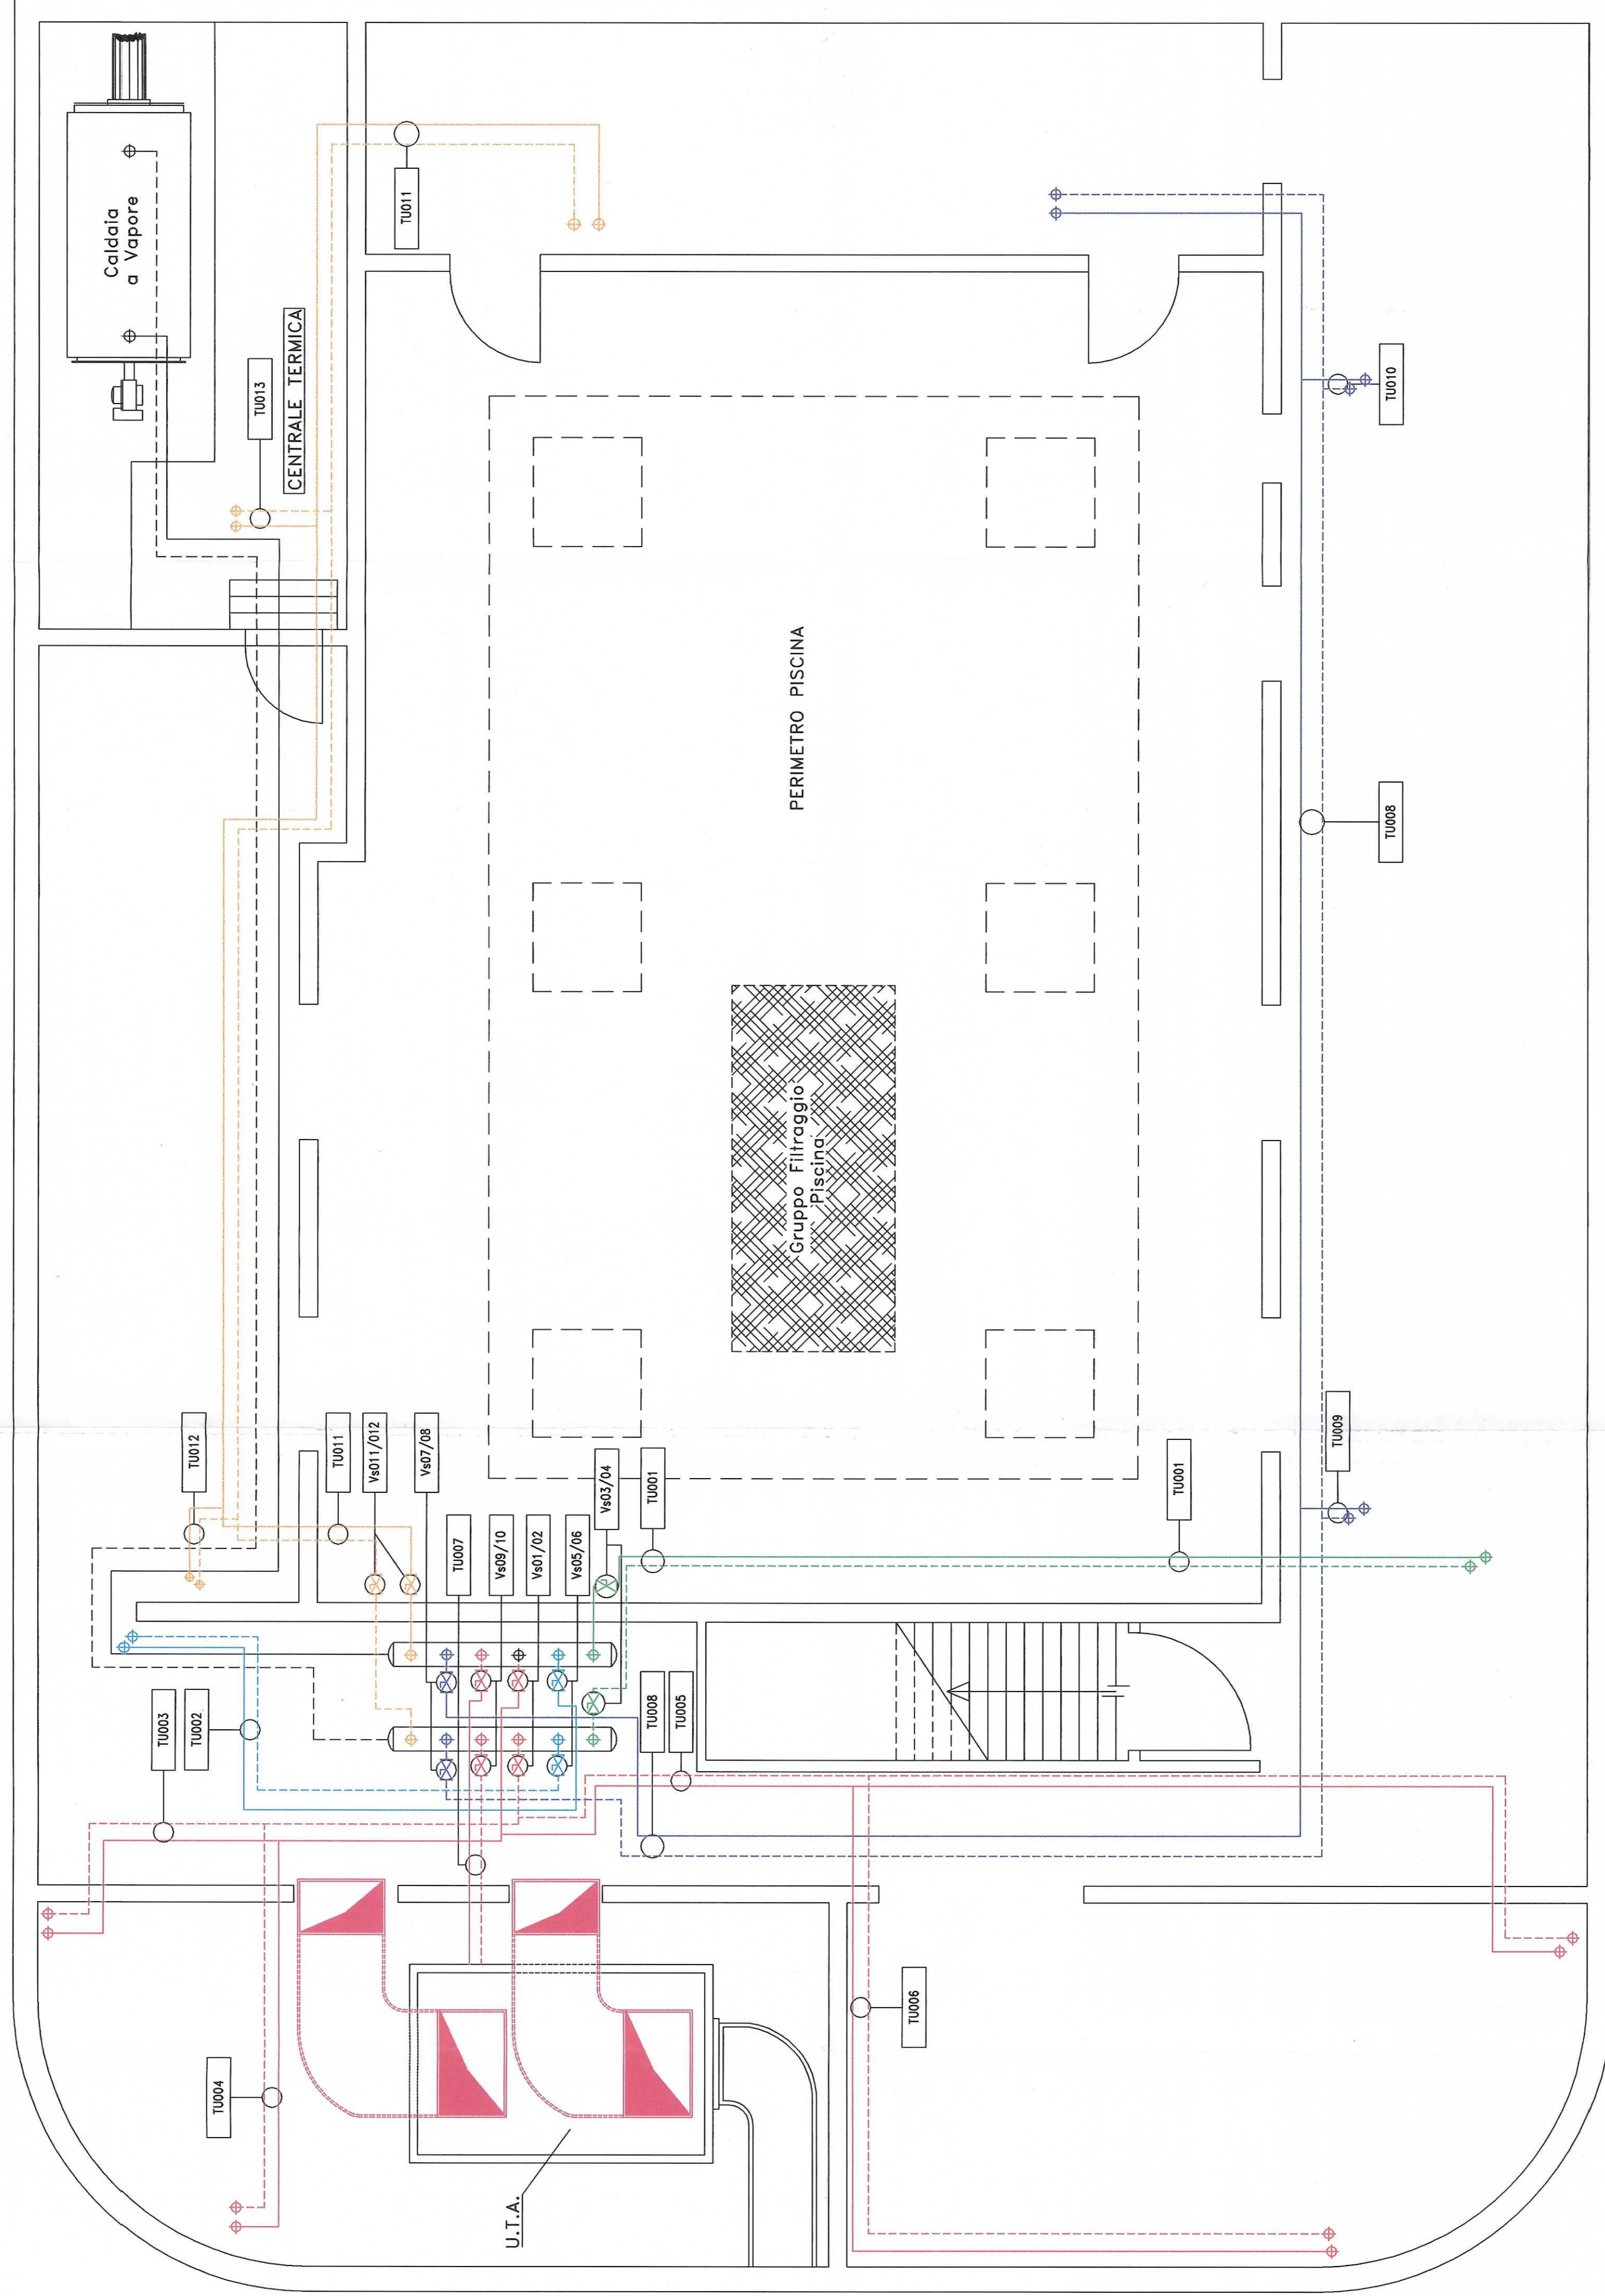 Caldaia
a Vapore
TU011
TU013
CENTRALE TERMICA
TU010
PERIMETRO PISCINA
TU008
Gruppo Filtraggio
Piscina
TU012
TU011
Vs011/012
Vs07/08
TU007
Vs09/10
Vs01/02
Vs05/06
Vs03/04
TU001
TU001
TU009
TU003
TU002
TU008
TU005
TU004
TU006
U.T.A.